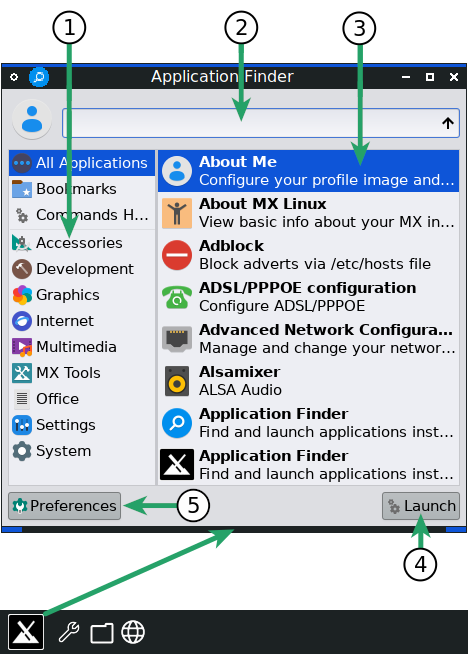 1
2
3
Application Finder
All Applications
Bookmarks
Commands H...
Accessories
Development
Graphics
Internet
Multimedia
MX Tools
Office
Settings
System
About Me
Configure your profile image and...
About MX Linux
View basic info about your MX in...
Adblock
Block adverts via /etc/hosts file
ADSL/PPPOE configuration
Configure ADSL/PPPOE
Advanced Network Configura...
Manage and change your networ...
Alsamixer
ALSA Audio
Application Finder
Find and launch applications inst...
Application Finder
Find and launch applications inst...
Preferences
5
Launch
4